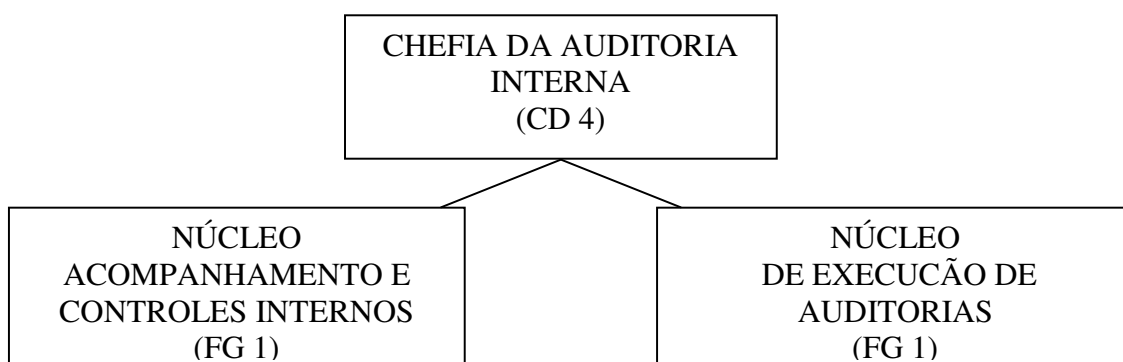 CHEFIA DA AUDITORIA
INTERNA
(CD 4)
NÚCLEO
ACOMPANHAMENTO E
CONTROLES INTERNOS
(FG 1)
NÚCLEO
DE EXECUCÃO DE
AUDITORIAS
(FG 1)